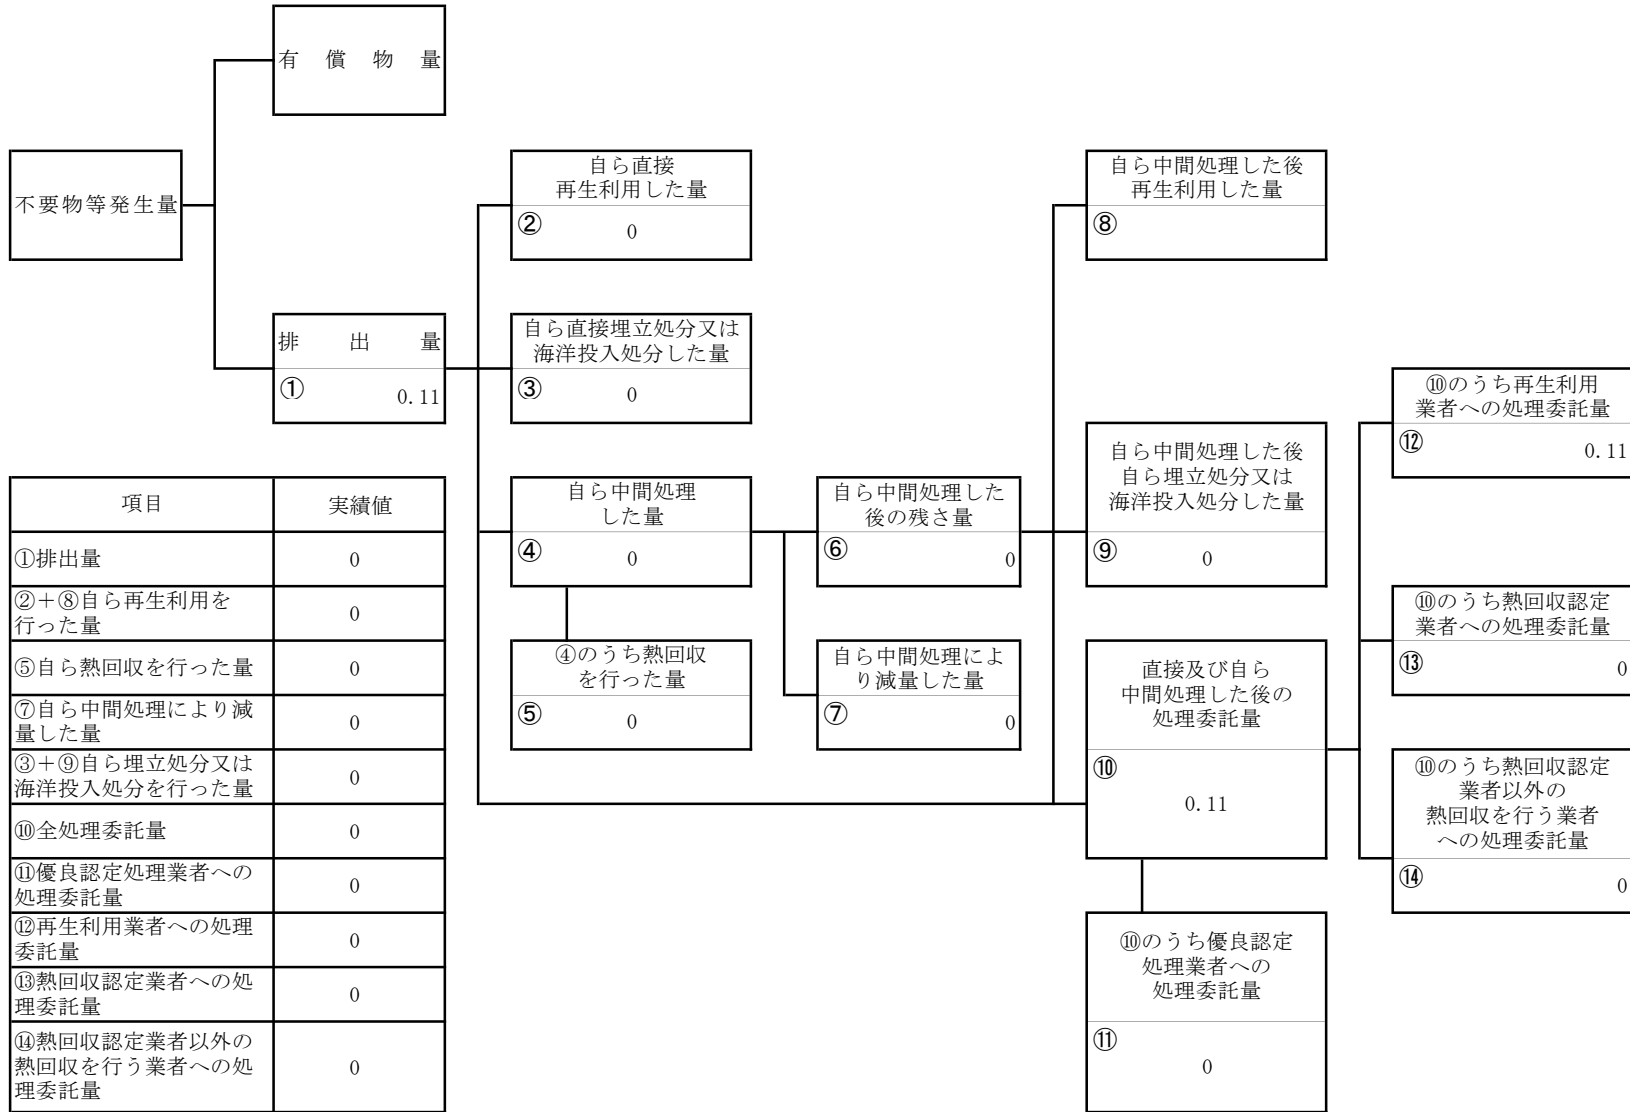 有償物量
不要物等発生量
自ら直接
再生利用した量
② 0
自ら中間処理した後
再生利用した量
⑧
排出量
① 0.11
自ら直接埋立処分又は
海洋投入処分した量
③ 0
⑩のうち再生利用
業者への処理委託量
⑫ 0.11
自ら中間処理した後
自ら埋立処分又は
海洋投入処分した量
⑨ 0
自ら中間処理
した量
④ 0
自ら中間処理した
後の残さ量
⑥ 0
④のうち熱回収
を行った量
⑤ 0
自ら中間処理によ
り減量した量
⑦ 0
直接及び自ら
中間処理した後の
処理委託量
⑩
0.11
⑩のうち熱回収認定
業者への処理委託量
⑬ 0
⑩のうち熱回収認定
業者以外の
熱回収を行う業者
への処理委託量
⑭ 0
⑩のうち優良認定
処理業者への
処理委託量
⑪
0
項目 実績値
①排出量 0
②+⑧自ら再生利用を
行った量 0
⑤自ら熱回収を行った量 0
⑦自ら中間処理により減
量した量 0
③+⑨自ら埋立処分又は
海洋投入処分を行った量 0
⑩全処理委託量 0
⑪優良認定処理業者への
処理委託量 0
⑫再生利用業者への処理
委託量 0
⑬熱回収認定業者への処
理委託量 0
⑭熱回収認定業者以外の
熱回収を行う業者への処 0
理委託量